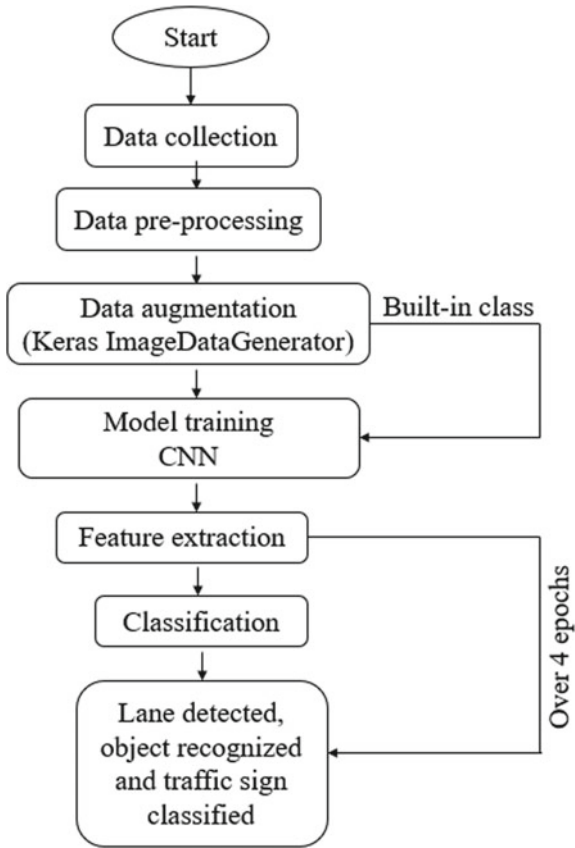 Start
Data collection
Data pre-processing
Data augmentation
(Keras ImageDataGenerator)
Built-in class
Model training
CNN
Feature extraction
Classification
Over 4 epochs
Lane detected,
object recognized
and traffic sign
classified